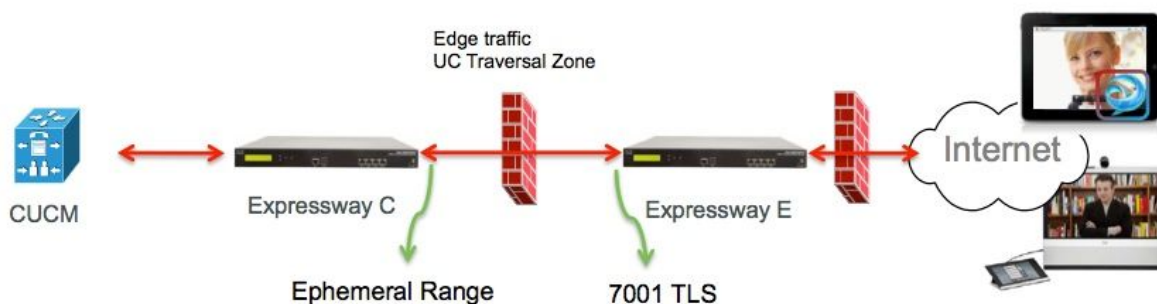 Edge traffic
UC Traversal Zone
CUCM
Expressway C
Expressway E
Internet
Ephemeral Range
7001 TLS